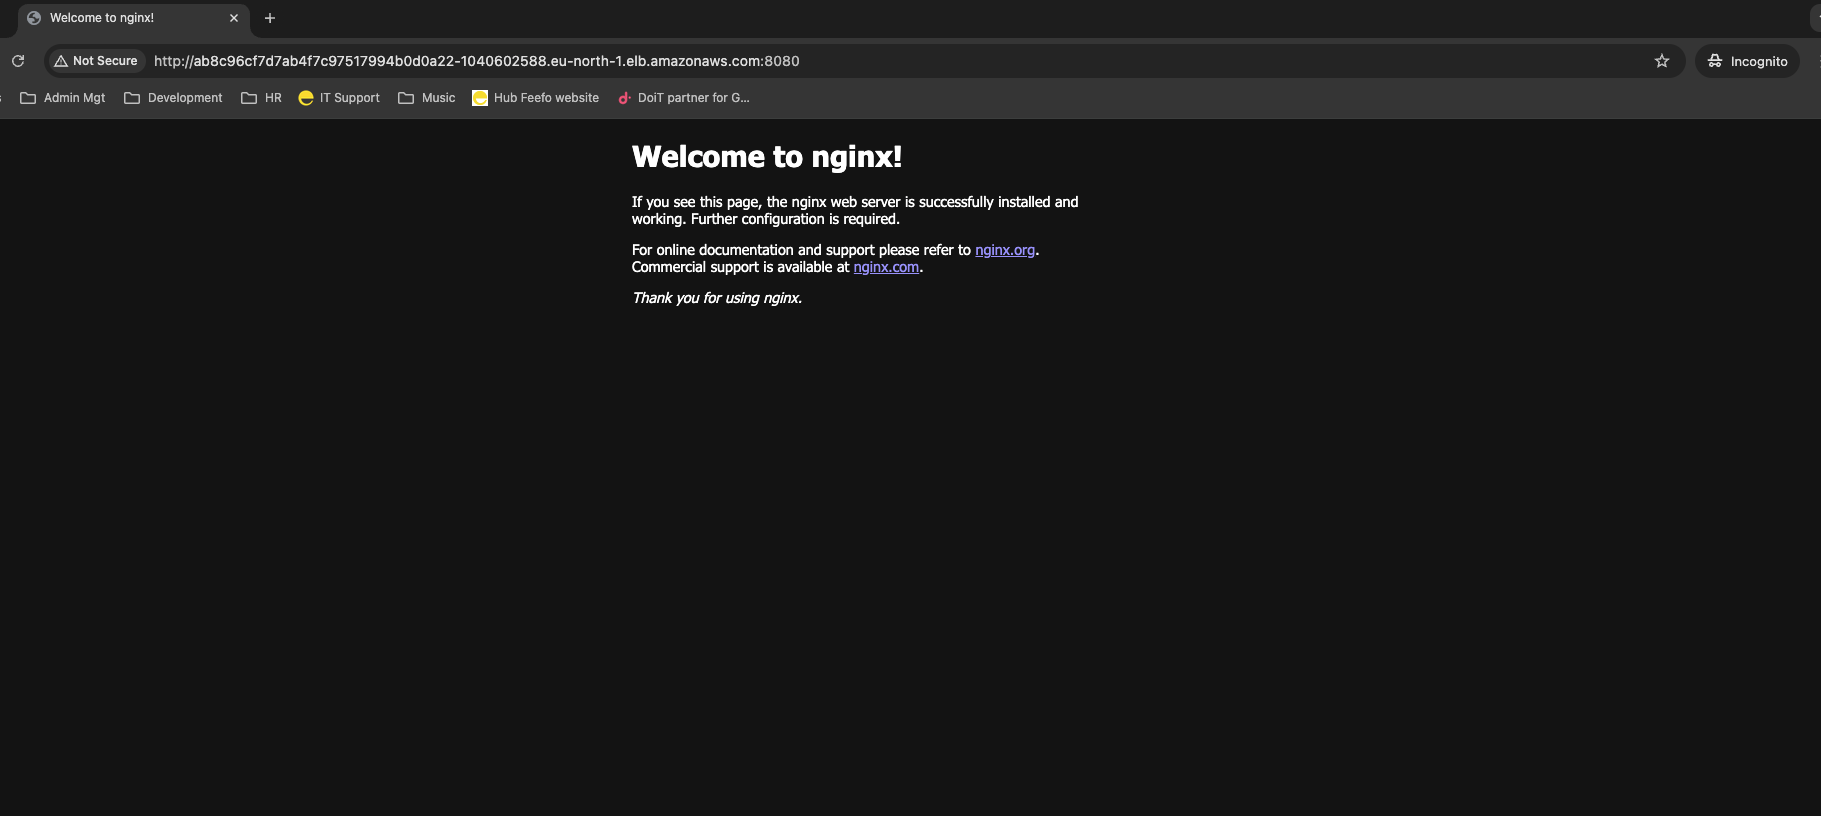 Welcome to nginx!
Not Secure http://ab8c96cf7d7ab4f7c97517994b0d0a22-1040602588.eu-north-1.elb.amazonaws.com:8080 Incognito
Admin Mgt Development HR IT Support Music Hub Feefo website DoiT partner for G...
Welcome to nginx!
If you see this page, the nginx web server is successfully installed and
working. Further configuration is required.
For online documentation and support please refer to nginx.org.
Commercial support is available at nginx.com.
Thank you for using nginx.